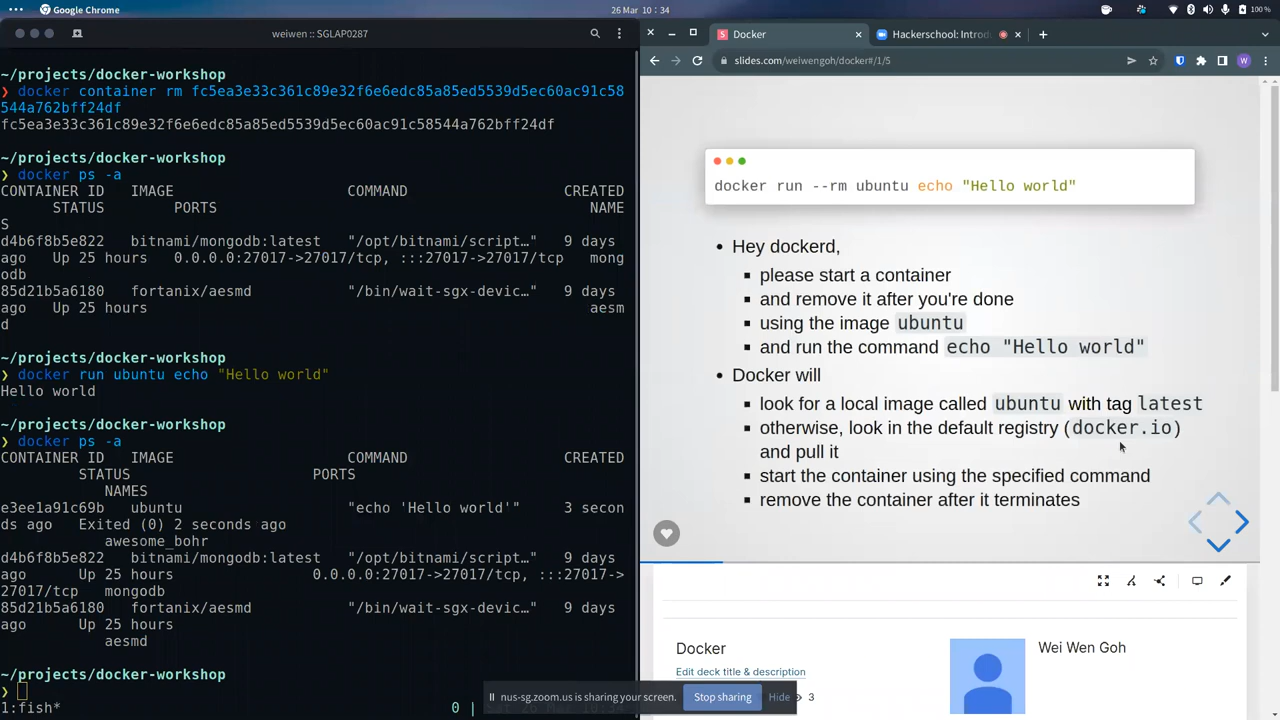 Google Chrome
26 Mar 10:34
100 %
weiwen :: SGLAP0287
~/projects/docker-workshop
❯ docker container rm fc5ea3e33c361c89e32f6e6edc85a85ed5539d5ec60ac91c58
544a762bff24df
fc5ea3e33c361c89e32f6e6edc85a85ed5539d5ec60ac91c58544a762bff24df
~/projects/docker-workshop
❯ docker ps -a
CONTAINER ID IMAGE COMMAND CREATED
STATUS PORTS NAME
S
d4b6f8b5e822 bitnami/mongodb:latest "/opt/bitnami/script…" 9 days
ago Up 25 hours 0.0.0.0:27017->27017/tcp, :::27017->27017/tcp mong
odb
85d21b5a6180 fortanix/aesmd "/bin/wait-sgx-devic…" 9 days
ago Up 25 hours aesm
d
~/projects/docker-workshop
❯ docker run ubuntu echo "Hello world"
Hello world
~/projects/docker-workshop
❯ docker ps -a
CONTAINER ID IMAGE COMMAND CREATED
STATUS PORTS
NAMES
e3ee1a91c69b ubuntu "echo 'Hello world'" 3 secon
ds ago Exited (0) 2 seconds ago
awesome_bohr
d4b6f8b5e822 bitnami/mongodb:latest "/opt/bitnami/script…" 9 days
ago Up 25 hours 0.0.0.0:27017->27017/tcp, :::27017->
27017/tcp mongodb
85d21b5a6180 fortanix/aesmd "/bin/wait-sgx-devic…" 9 days
ago Up 25 hours
aesmd
~/projects/docker-workshop
❯
1:fish*
0 |
Docker
Hackerschool: Introd
slides.com/weiwengoh/docker#/1/5
W
docker run --rm ubuntu echo "Hello world"
• Hey dockerd,
▪ please start a container
▪ and remove it after you're done
▪ using the image ubuntu
▪ and run the command echo "Hello world"
• Docker will
▪ look for a local image called ubuntu with tag latest
▪ otherwise, look in the default registry (docker.io)
and pull it
▪ start the container using the specified command
▪ remove the container after it terminates
Docker
Edit deck title & description
3
Wei Wen Goh
nus-sg.zoom.us is sharing your screen.
Stop sharing
Hide